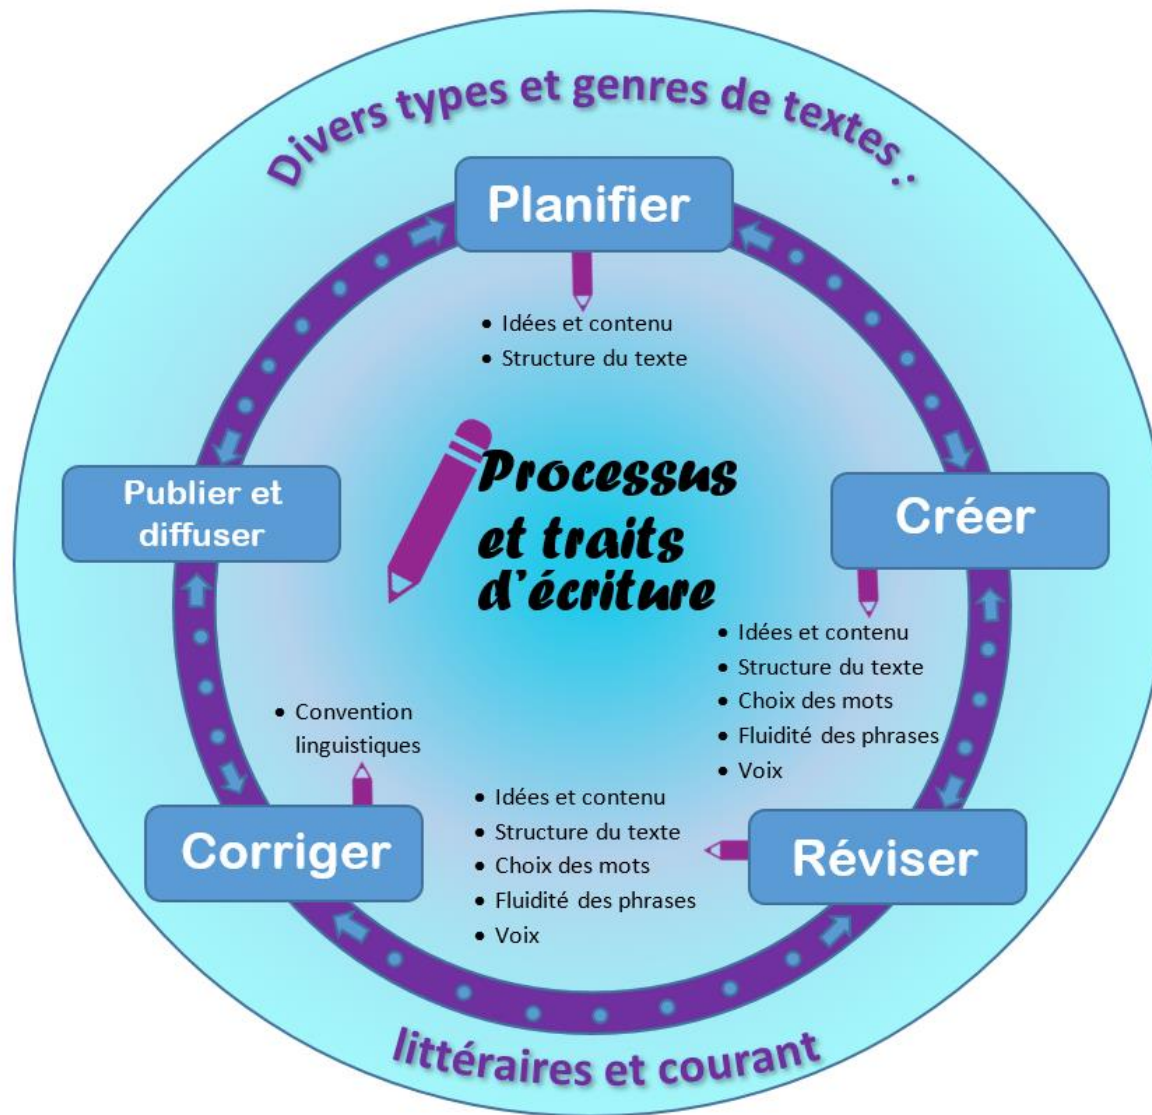 Divers types et genres de textes :
Planifier
• Idées et contenu
• Structure du texte
Processus
et traits
d'écriture
Créer
• Idées et contenu
• Structure du texte
• Choix des mots
• Fluidité des phrases
• Voix
Réviser
• Idées et contenu
• Structure du texte
• Choix des mots
• Fluidité des phrases
• Voix
Corriger
• Convention
linguistiques
Publier et
diffuser
littéraires et courant